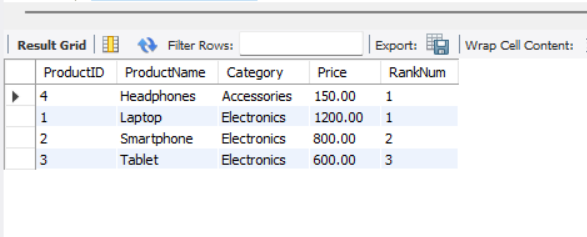 Result Grid Filter Rows: Export: Wrap Cell Content:
ProductID ProductName Category Price RankNum
4 Headphones Accessories 150.00 1
1 Laptop Electronics 1200.00 1
2 Smartphone Electronics 800.00 2
3 Tablet Electronics 600.00 3